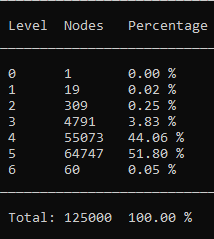 Level Nodes Percentage
0 1 0.00 %
1 19 0.02 %
2 309 0.25 %
3 4791 3.83 %
4 55073 44.06 %
5 64747 51.80 %
6 60 0.05 %
Total: 125000 100.00 %